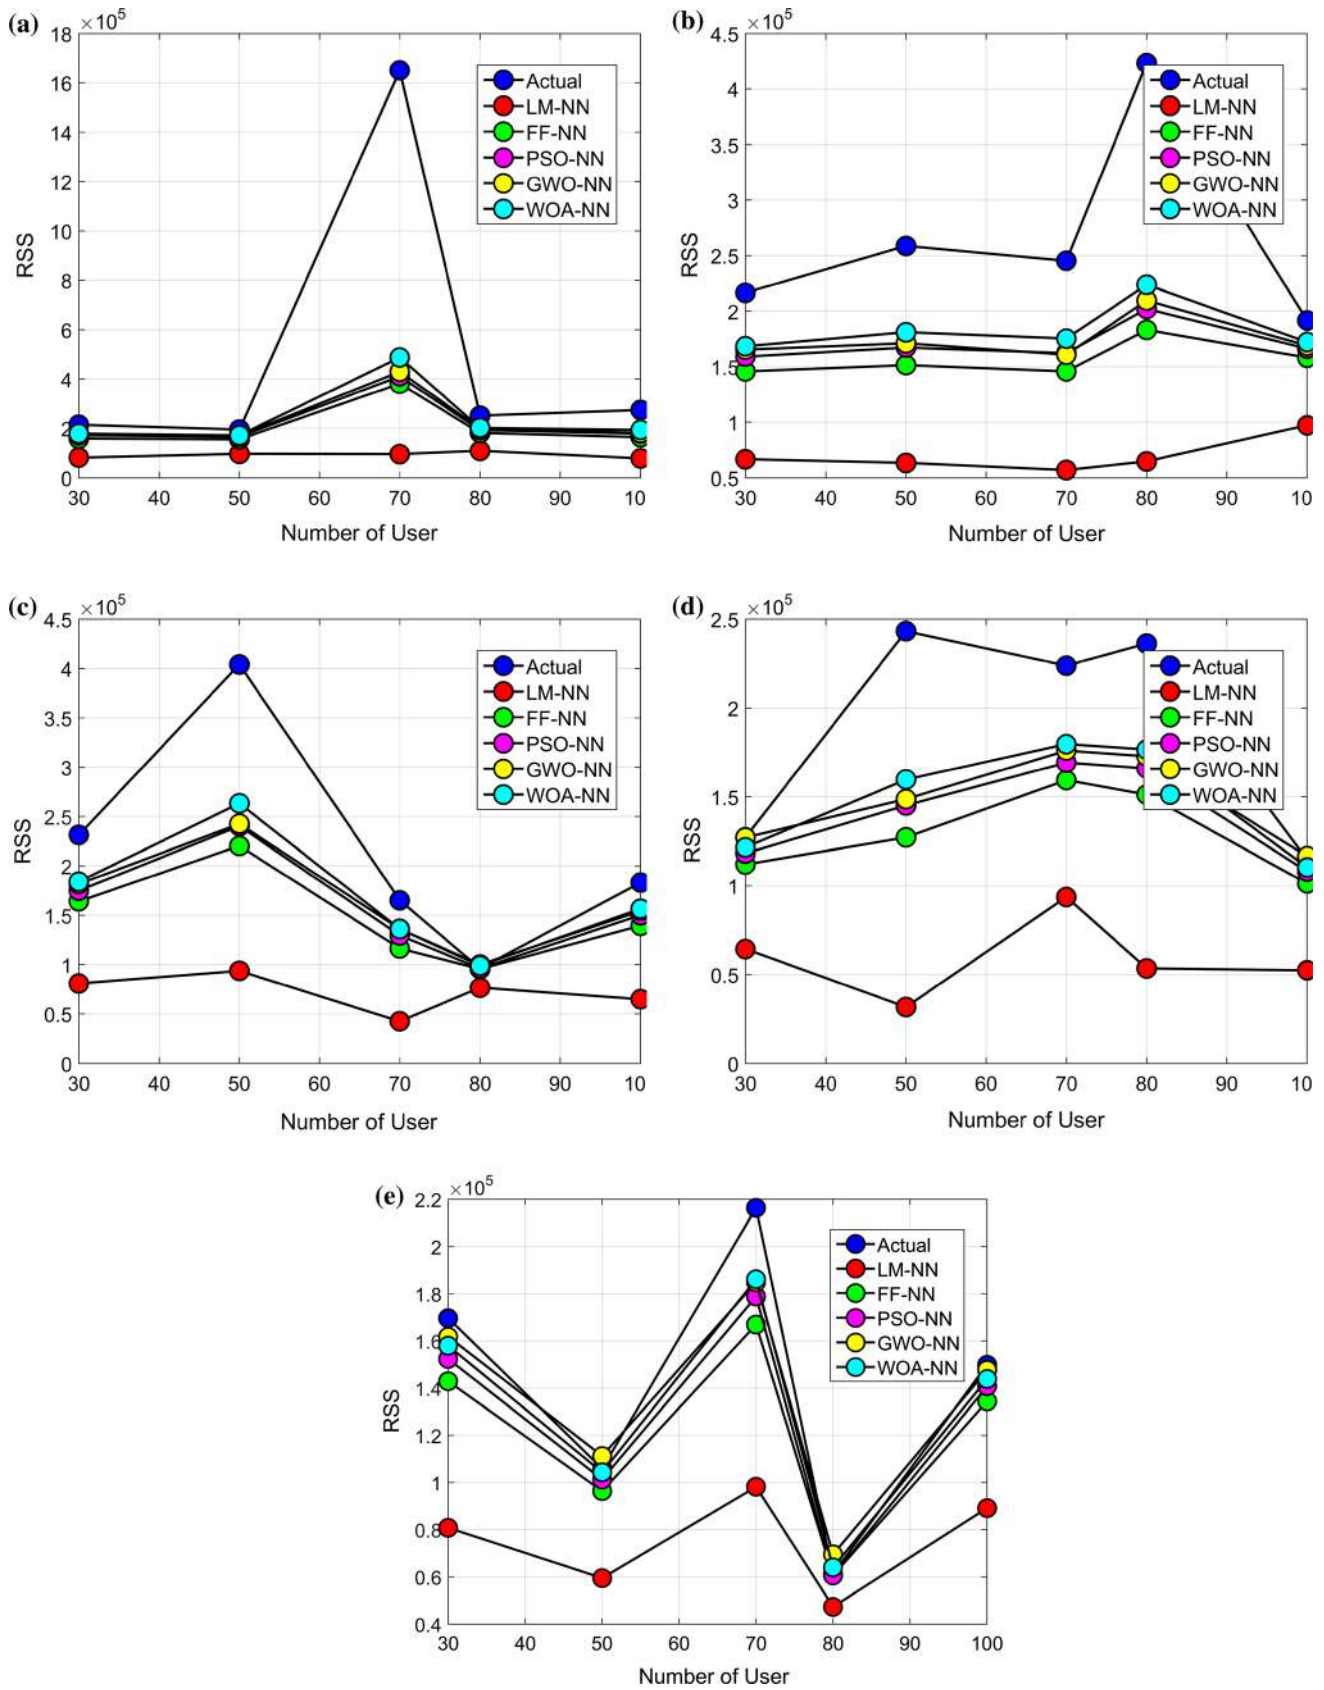 (a)
×10^5
18
16
14
12
10
8
6
4
2
0
RSS
30 40 50 60 70 80 90 10
Number of User
Actual
LM-NN
FF-NN
PSO-NN
GWO-NN
WOA-NN
(b)
×10^5
4.5
4
3.5
3
2.5
2
1.5
1
0.5
RSS
30 40 50 60 70 80 90 10
Number of User
Actual
LM-NN
FF-NN
PSO-NN
GWO-NN
WOA-NN
(c)
×10^5
4.5
4
3.5
3
2.5
2
1.5
1
0.5
0
RSS
30 40 50 60 70 80 90 10
Number of User
Actual
LM-NN
FF-NN
PSO-NN
GWO-NN
WOA-NN
(d)
×10^5
2.5
2
1.5
1
0.5
0
RSS
30 40 50 60 70 80 90 10
Number of User
Actual
LM-NN
FF-NN
PSO-NN
GWO-NN
WOA-NN
(e)
×10^5
2.2
2
1.8
1.6
1.4
1.2
1
0.8
0.6
0.4
RSS
30 40 50 60 70 80 90 100
Number of User
Actual
LM-NN
FF-NN
PSO-NN
GWO-NN
WOA-NN